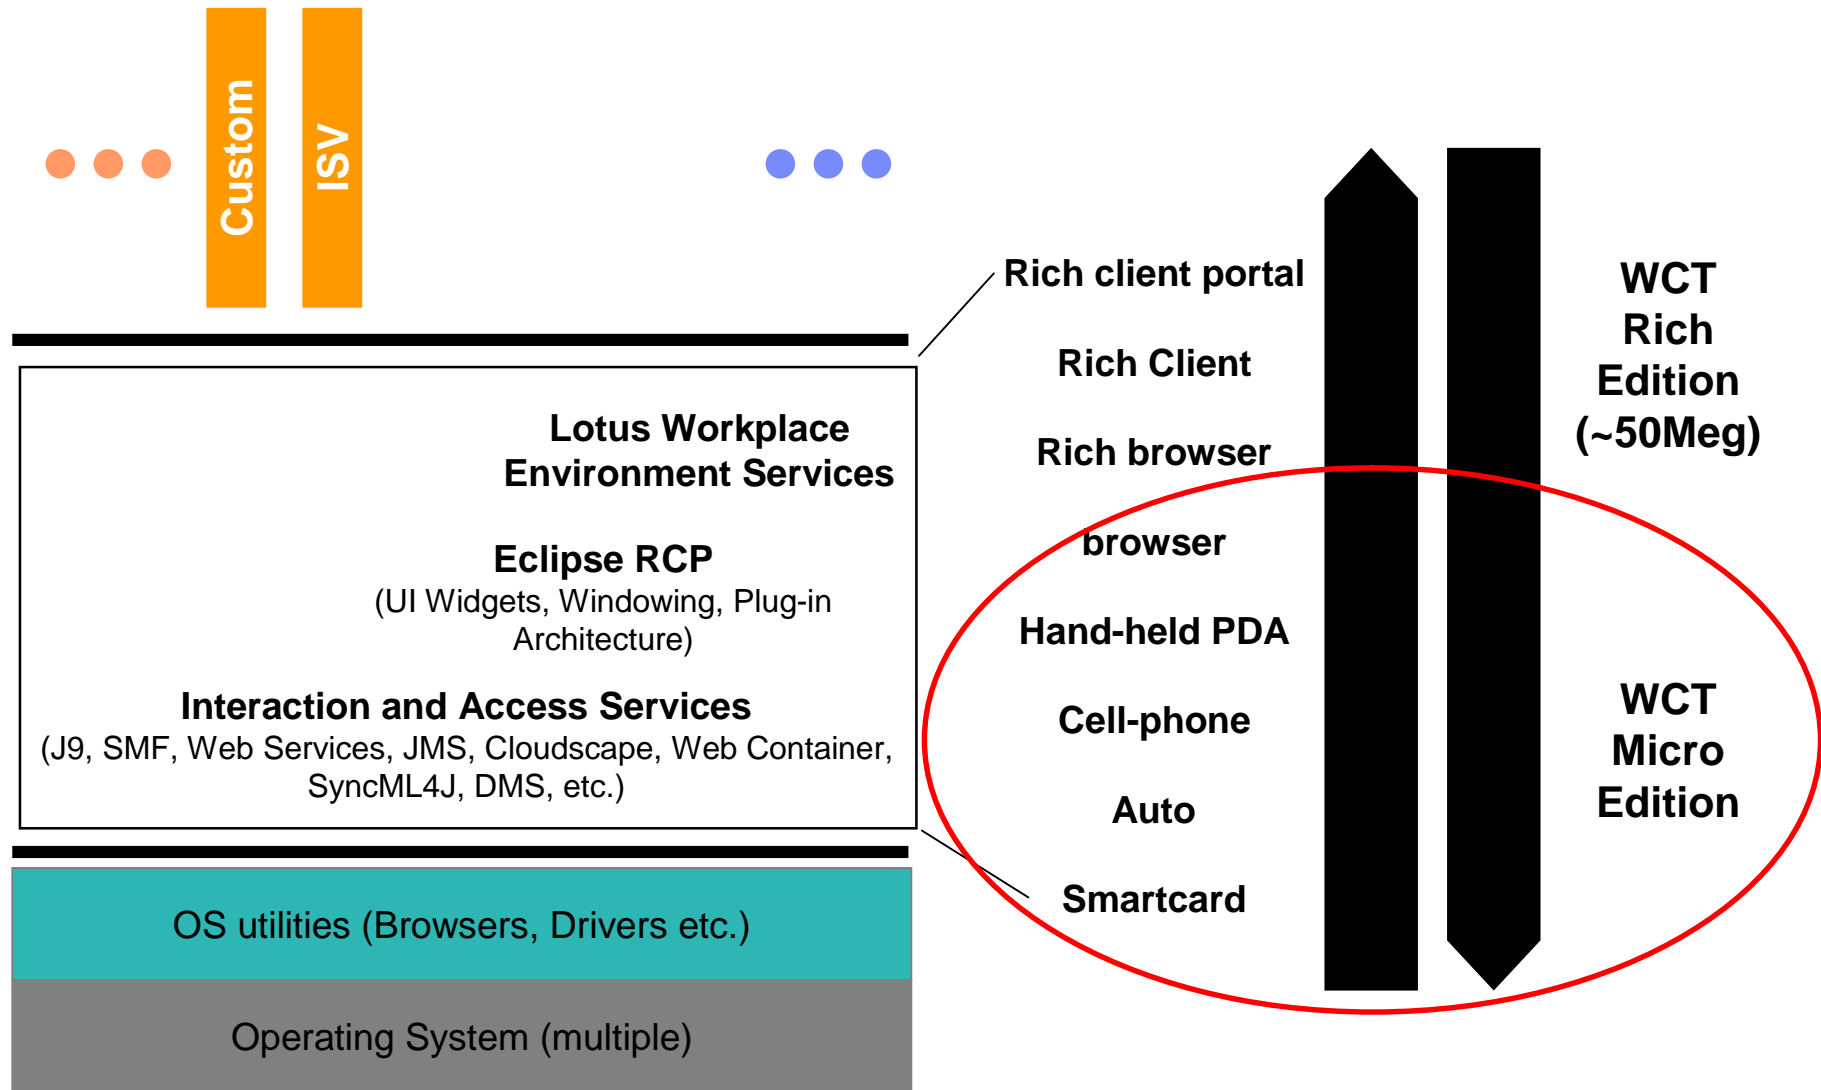 Custom
ISV
Lotus Workplace
Environment Services
Eclipse RCP
(UI Widgets, Windowing, Plug-in
Architecture)
Interaction and Access Services
(J9, SMF, Web Services, JMS, Cloudscape, Web Container,
SyncML4J, DMS, etc.)
OS utilities (Browsers, Drivers etc.)
Operating System (multiple)
Rich client portal
Rich Client
Rich browser
browser
Hand-held PDA
Cell-phone
Auto
Smartcard
WCT
Rich
Edition
(~50Meg)
WCT
Micro
Edition